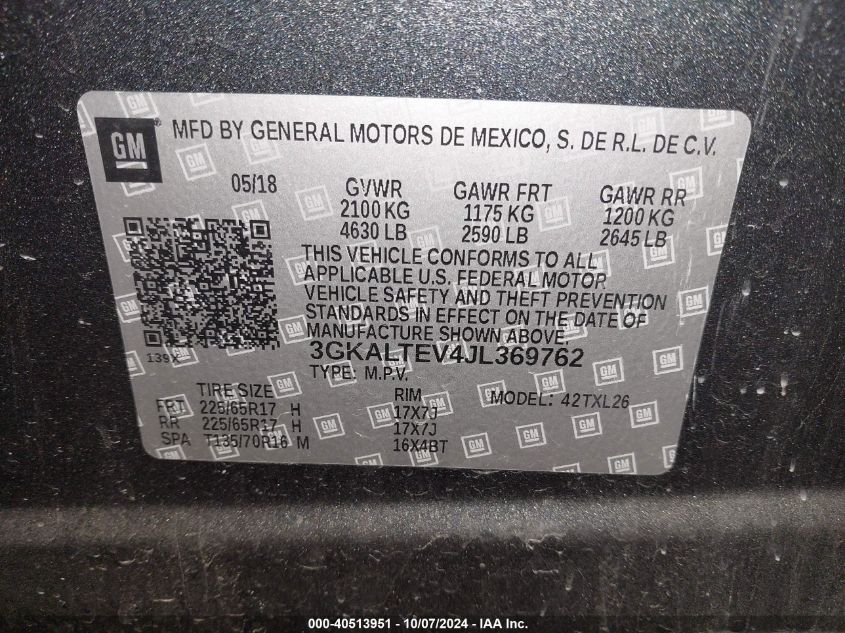 GM MFD BY GENERAL MOTORS DE MEXICO, S. DE R.L. DE C.V.
05/18 GVWR GAWR FRT GAWR RR
2100 KG 1175 KG 1200 KG
4630 LB 2590 LB 2645 LB
THIS VEHICLE CONFORMS TO ALL
APPLICABLE U.S. FEDERAL MOTOR
VEHICLE SAFETY AND THEFT PREVENTION
STANDARDS IN EFFECT ON THE DATE OF
MANUFACTURE SHOWN ABOVE.
139X 3GKALTEV4JL369762
TYPE: M.P.V. MODEL: 42TXL26
TIRE SIZE RIM
FRT 225/65R17 H 17X7J
RR 225/65R17 H 17X7J
SPA T135/70R16 M 16X4BT
000-40513951 - 10/07/2024 - IAA Inc.